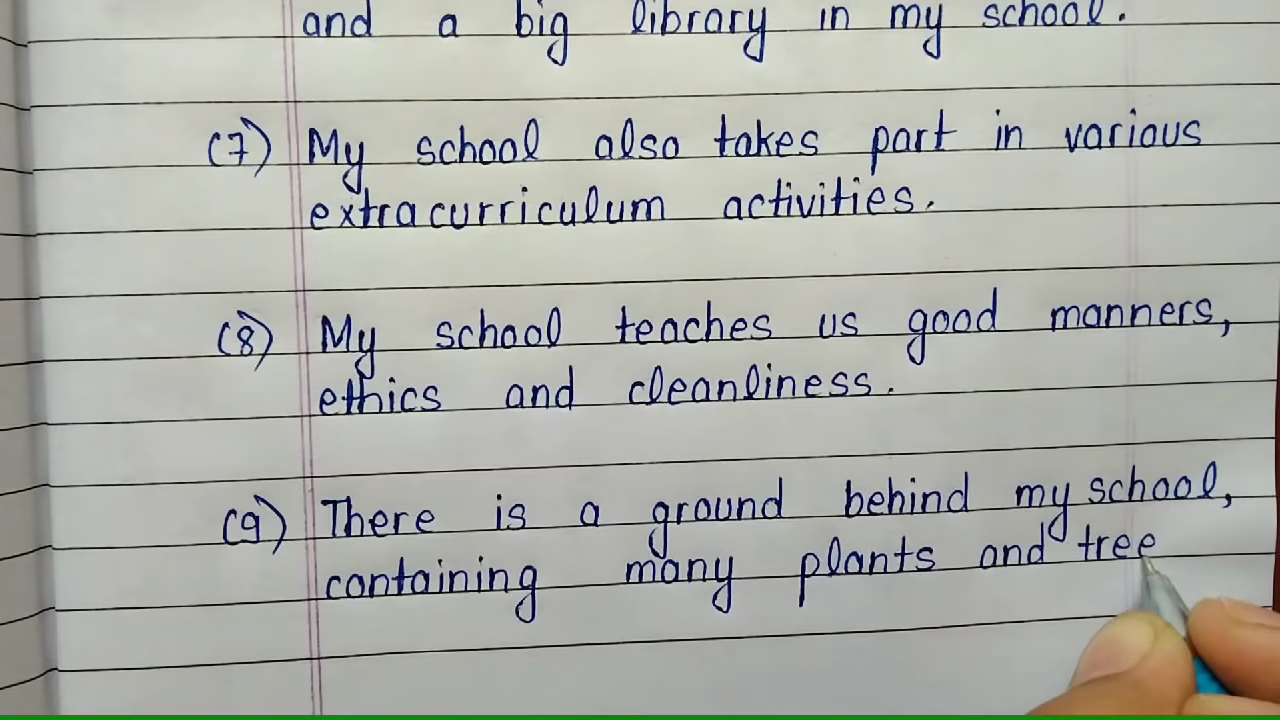 and a big library in my school.
(7) My school also takes part in various
extracurriculum activities.
(8) My school teaches us good manners,
ethics and cleanliness.
(9) There is a ground behind my school,
containing many plants and tree